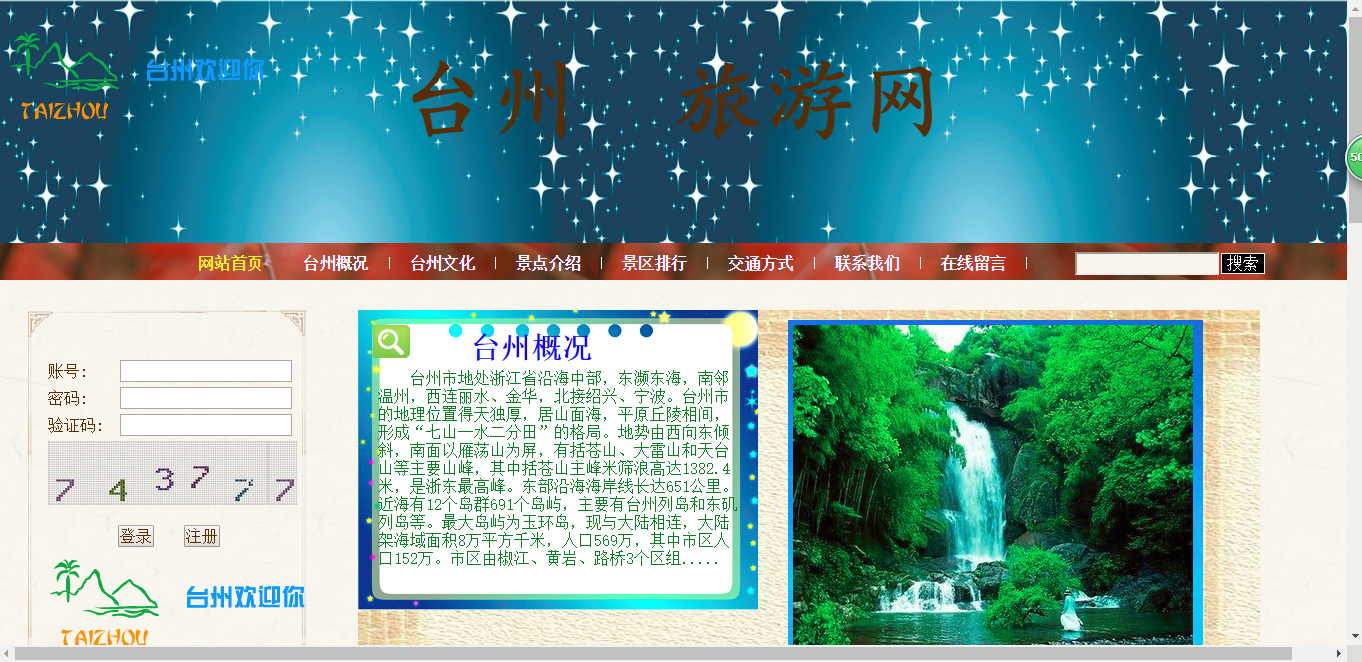 台州欢迎你
TAIZHOU
台州 旅游网
网站首页 台州概况 台州文化 景点介绍 景区排行 交通方式 联系我们 在线留言 搜索
账号:
密码:
验证码:
7 4 3 7 7 7
登录 注册
台州欢迎你
TAIZHOU
台州概况
台州市地处浙江省沿海中部，东濒东海，南邻
温州，西连丽水、金华，北接绍兴、宁波。台州市
的地理位置得天独厚，居山面海，平原丘陵相间，
形成“七山一水二分田”的格局。地势由西向东倾
斜，南面以雁荡山为屏，有括苍山、大雷山和天台
山等主要山峰，其中括苍山主峰米筛浪高达1382.4
米，是浙东最高峰。东部沿海海岸线长达651公里。
近海有12个岛群691个岛屿，主要有台州列岛和东矶
列岛等。最大岛屿为玉环岛，现与大陆相连，大陆
架海域面积8万平方千米，人口569万，其中市区人
口152万。市区由椒江、黄岩、路桥3个区组.....